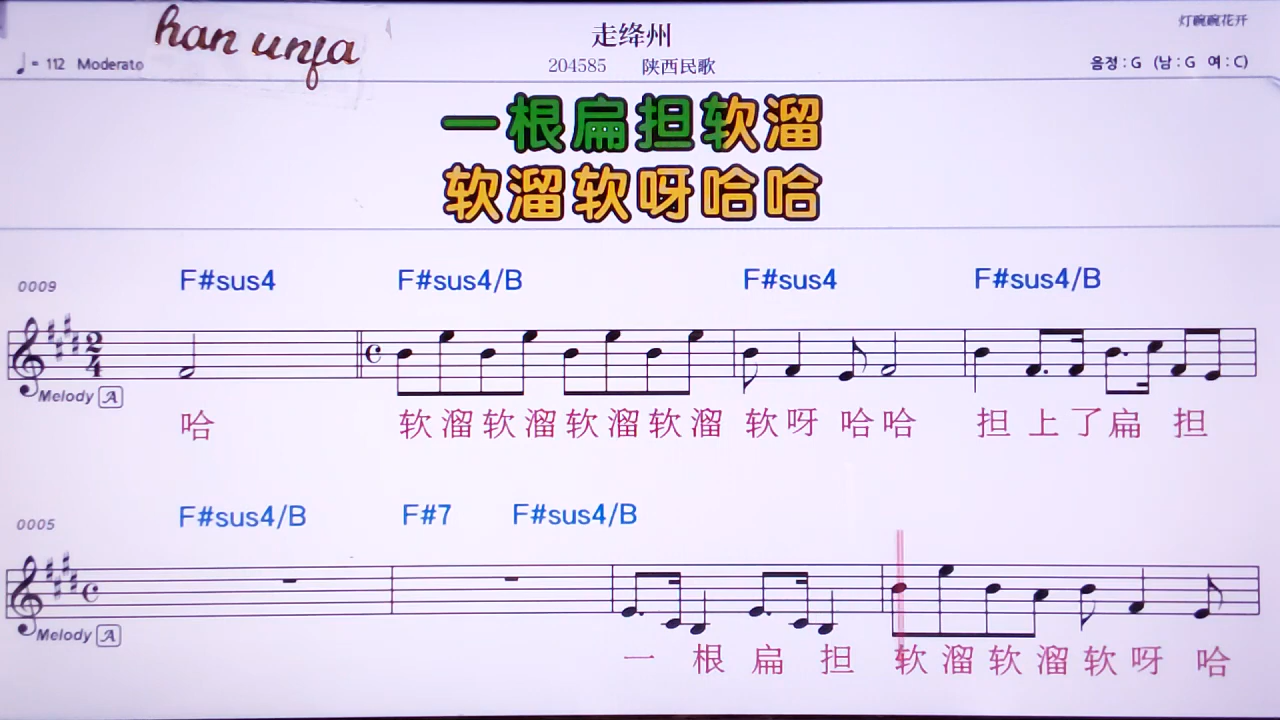 han unfa
走绛州
灯碗碗花开
♩= 112 Moderato
204585 陕西民歌
음정 : G (남 : G 여 : C)
一根扁担软溜
软溜软呀哈哈
0009 F#sus4 F#sus4/B F#sus4 F#sus4/B
2/4
Melody A
哈 软溜软溜软溜软溜 软呀 哈哈 担上了扁担
0005 F#sus4/B F#7 F#sus4/B
Melody A
一根扁担 软溜软溜软呀哈